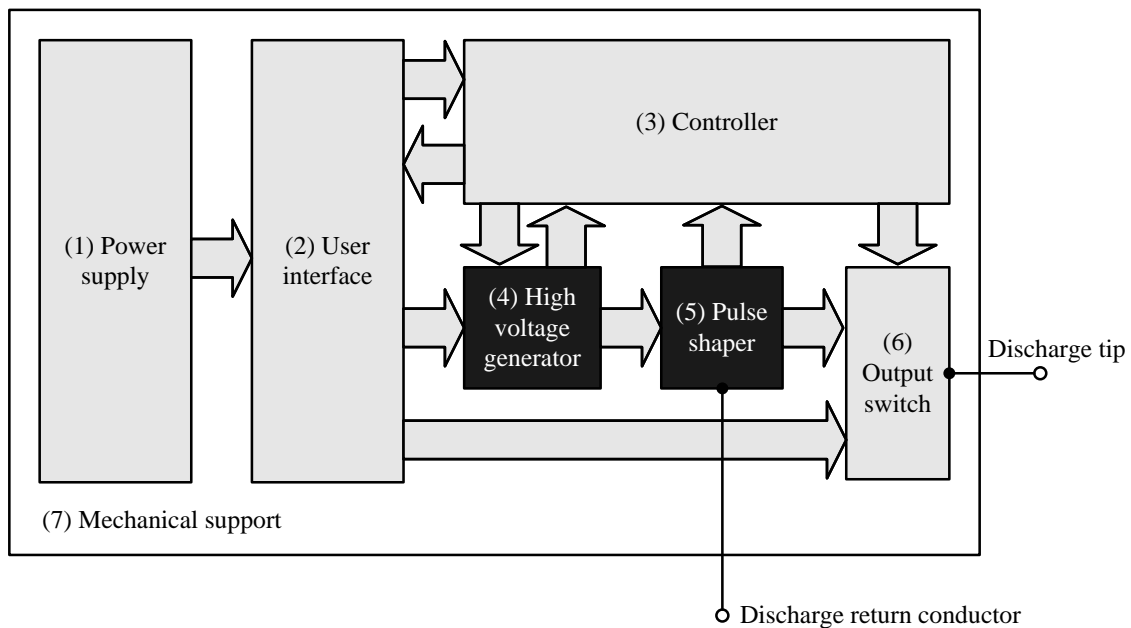 (1) Power
supply
(2) User
interface
(3) Controller
(4) High
voltage
generator
(5) Pulse
shaper
(6)
Output
switch
Discharge tip
(7) Mechanical support
Discharge return conductor